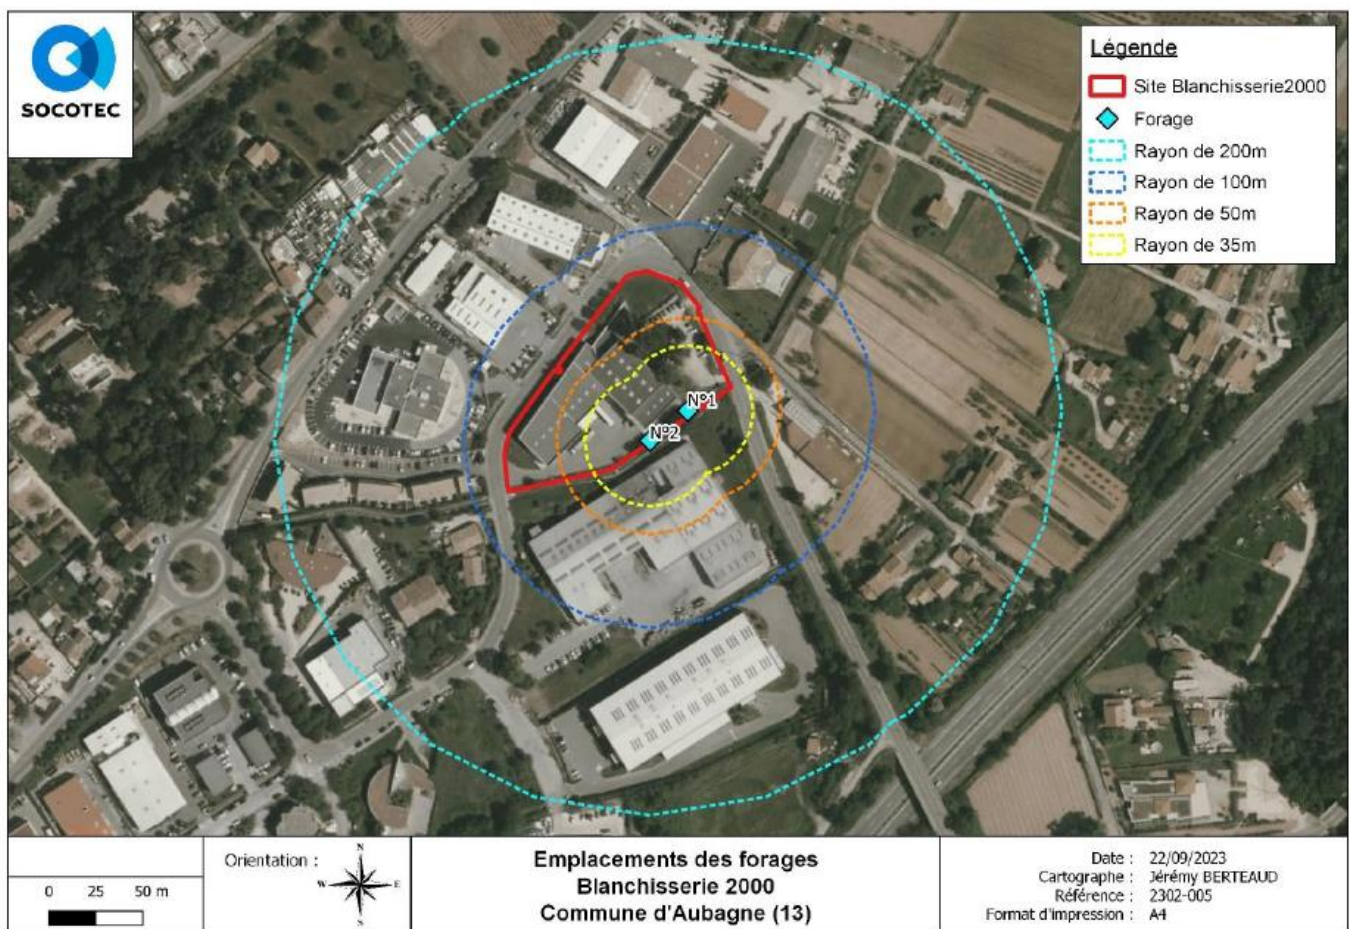 SOCOTEC
Légende
Site Blanchisserie2000
Forage
Rayon de 200m
Rayon de 100m
Rayon de 50m
Rayon de 35m
N°1
N°2
0 25 50 m
Orientation :
N
W E
S
Emplacements des forages
Blanchisserie 2000
Commune d'Aubagne (13)
Date : 22/09/2023
Cartographe : Jérémy BERTEAUD
Référence : 2302-005
Format d'impression : A4